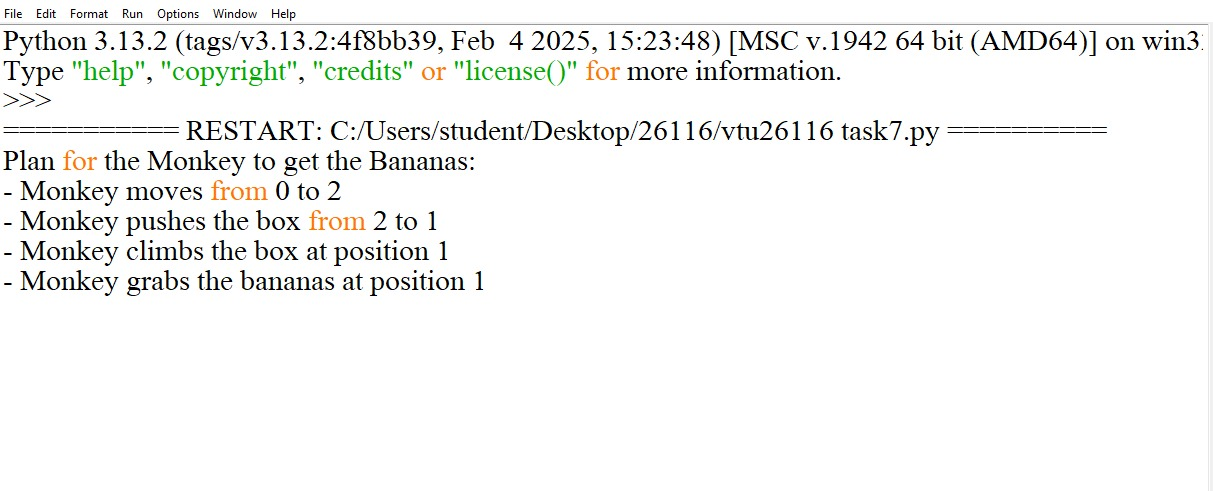 File Edit Format Run Options Window Help
Python 3.13.2 (tags/v3.13.2:4f8bb39, Feb  4 2025, 15:23:48) [MSC v.1942 64 bit (AMD64)] on win3
Type "help", "copyright", "credits" or "license()" for more information.
>>>
=========== RESTART: C:/Users/student/Desktop/26116/vtu26116 task7.py ==========
Plan for the Monkey to get the Bananas:
- Monkey moves from 0 to 2
- Monkey pushes the box from 2 to 1
- Monkey climbs the box at position 1
- Monkey grabs the bananas at position 1